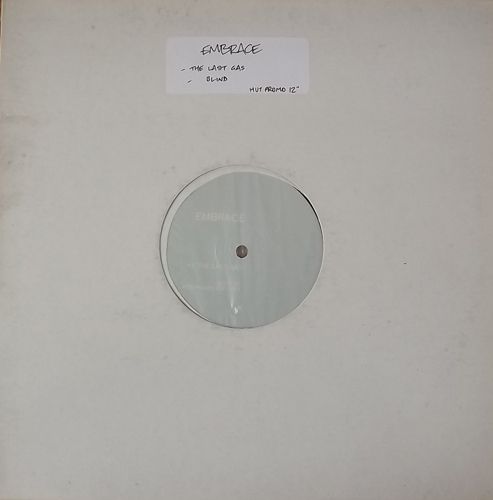 EMBRACE
- THE LAST GAS
- BLIND
HUT PROMO 12"
EMBRACE